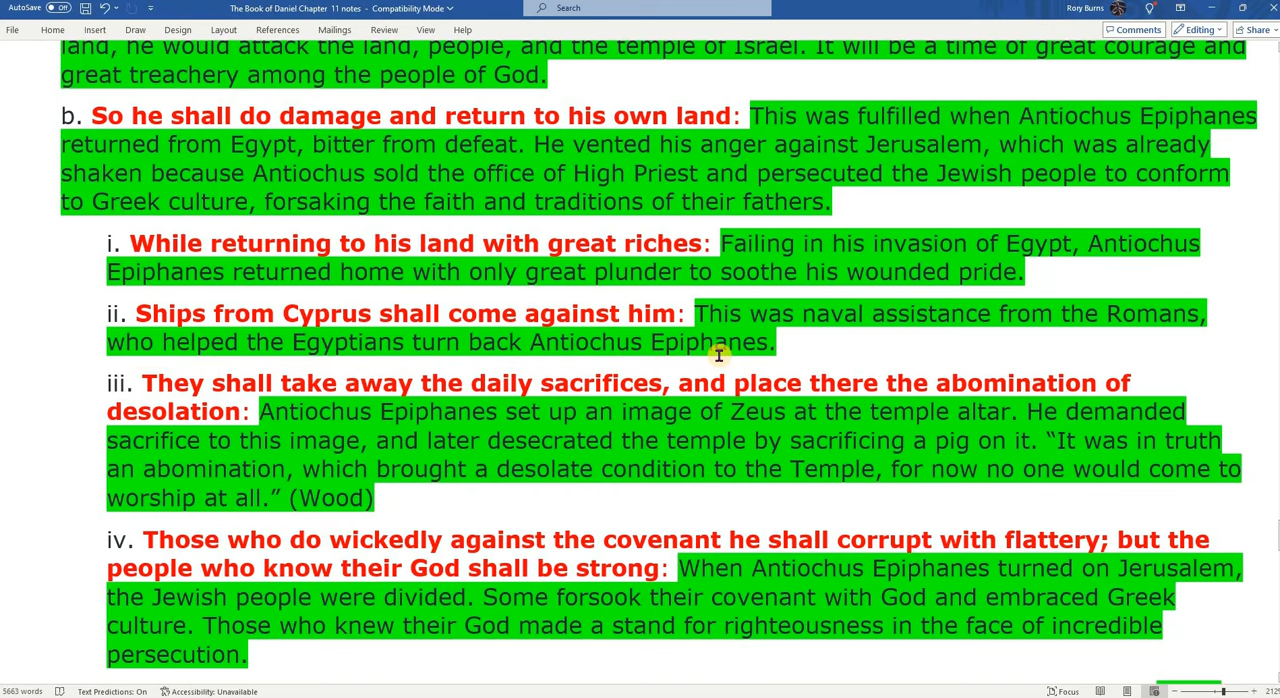 AutoSave Off The Book of Daniel Chapter 11 notes - Compatibility Mode Search Rory Burns
File Home Insert Draw Design Layout References Mailings Review View Help Comments Editing Share
land, he would attack the land, people, and the temple of Israel. It will be a time of great courage and
great treachery among the people of God.
b. So he shall do damage and return to his own land: This was fulfilled when Antiochus Epiphanes
returned from Egypt, bitter from defeat. He vented his anger against Jerusalem, which was already
shaken because Antiochus sold the office of High Priest and persecuted the Jewish people to conform
to Greek culture, forsaking the faith and traditions of their fathers.
i. While returning to his land with great riches: Failing in his invasion of Egypt, Antiochus
Epiphanes returned home with only great plunder to soothe his wounded pride.
ii. Ships from Cyprus shall come against him: This was naval assistance from the Romans,
who helped the Egyptians turn back Antiochus Epiphanes.
iii. They shall take away the daily sacrifices, and place there the abomination of
desolation: Antiochus Epiphanes set up an image of Zeus at the temple altar. He demanded
sacrifice to this image, and later desecrated the temple by sacrificing a pig on it. “It was in truth
an abomination, which brought a desolate condition to the Temple, for now no one would come to
worship at all.” (Wood)
iv. Those who do wickedly against the covenant he shall corrupt with flattery; but the
people who know their God shall be strong: When Antiochus Epiphanes turned on Jerusalem,
the Jewish people were divided. Some forsook their covenant with God and embraced Greek
culture. Those who knew their God made a stand for righteousness in the face of incredible
persecution.
5663 words Text Predictions: On Accessibility: Unavailable Focus